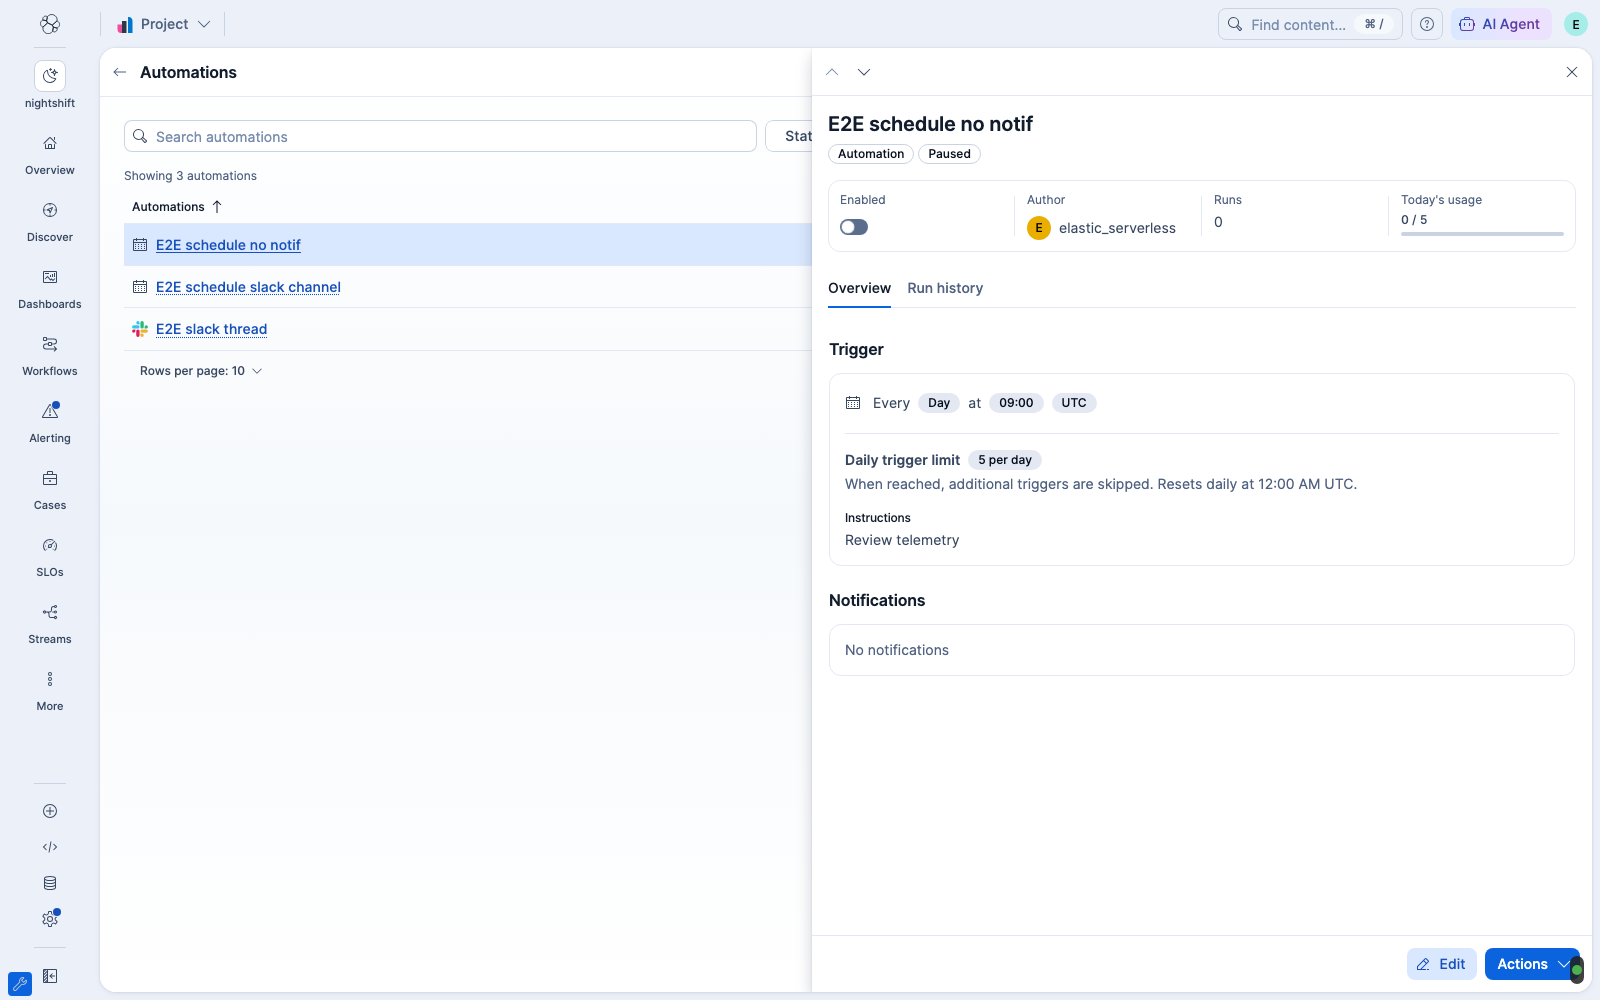 Project
Find content...
⌘ /
AI Agent
E
nightshift
Overview
Discover
Dashboards
Workflows
Alerting
Cases
SLOs
Streams
More
Automations
Search automations
Stat
Showing 3 automations
Automations
E2E schedule no notif
E2E schedule slack channel
E2E slack thread
Rows per page: 10
E2E schedule no notif
Automation Paused
Enabled
Author
E elastic_serverless
Runs
0
Today's usage
0 / 5
Overview Run history
Trigger
Every Day at 09:00 UTC
Daily trigger limit 5 per day
When reached, additional triggers are skipped. Resets daily at 12:00 AM UTC.
Instructions
Review telemetry
Notifications
No notifications
Edit
Actions